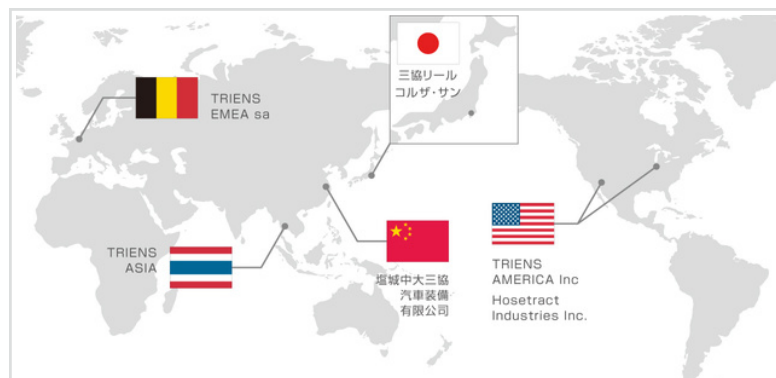 TRIENS
EMEA sa
三協リール
コルザ・サン
TRIENS
ASIA
塩城中大三協
汽車装備
有限公司
TRIENS
AMERICA Inc
Hosetract
Industries Inc.